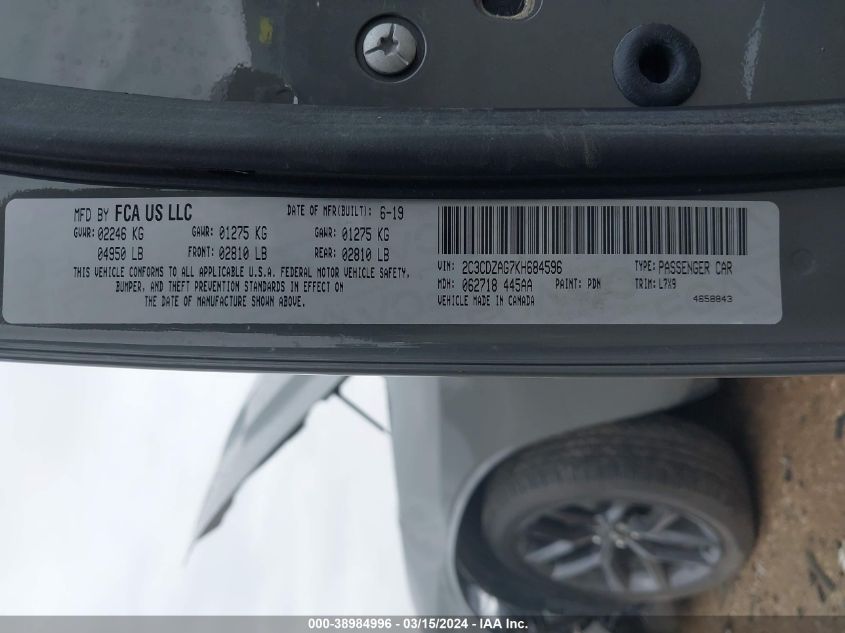 MFD BY FCA US LLC DATE OF MFR(BUILT): 6-19
GVWR: 02246 KG GAWR: 01275 KG GAWR: 01275 KG
04950 LB FRONT: 02810 LB REAR: 02810 LB
THIS VEHICLE CONFORMS TO ALL APPLICABLE U.S.A. FEDERAL MOTOR VEHICLE SAFETY,
BUMPER, AND THEFT PREVENTION STANDARDS IN EFFECT ON
THE DATE OF MANUFACTURE SHOWN ABOVE.
VIN: 2C3CDZAG7KH684596 TYPE: PASSENGER CAR
MDH: 062718 445AA PAINT: PDN TRIM: L7X9
VEHICLE MADE IN CANADA 4658843
000-38984996 - 03/15/2024 - IAA, Inc.